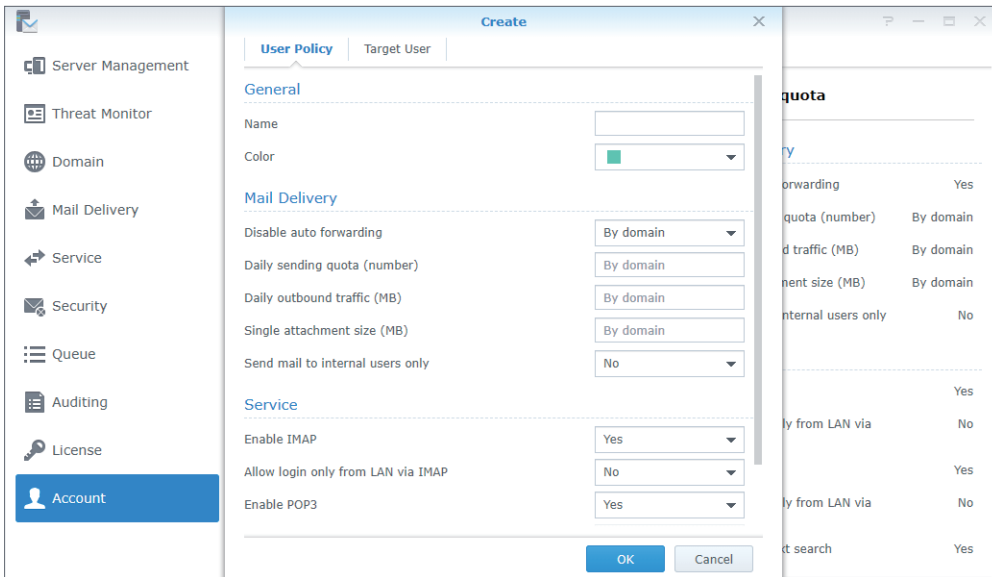 Create
User Policy
Target User
Server Management
Threat Monitor
Domain
Mail Delivery
Service
Security
Queue
Auditing
License
Account
General
Name
Color
Mail Delivery
Disable auto forwarding By domain
Daily sending quota (number) By domain
Daily outbound traffic (MB) By domain
Single attachment size (MB) By domain
Send mail to internal users only No
Service
Enable IMAP Yes
Allow login only from LAN via IMAP No
Enable POP3 Yes
OK
Cancel
quota
ry
orwarding Yes
quota (number) By domain
d traffic (MB) By domain
nent size (MB) By domain
nternal users only No
Yes
ly from LAN via No
Yes
ly from LAN via No
xt search Yes